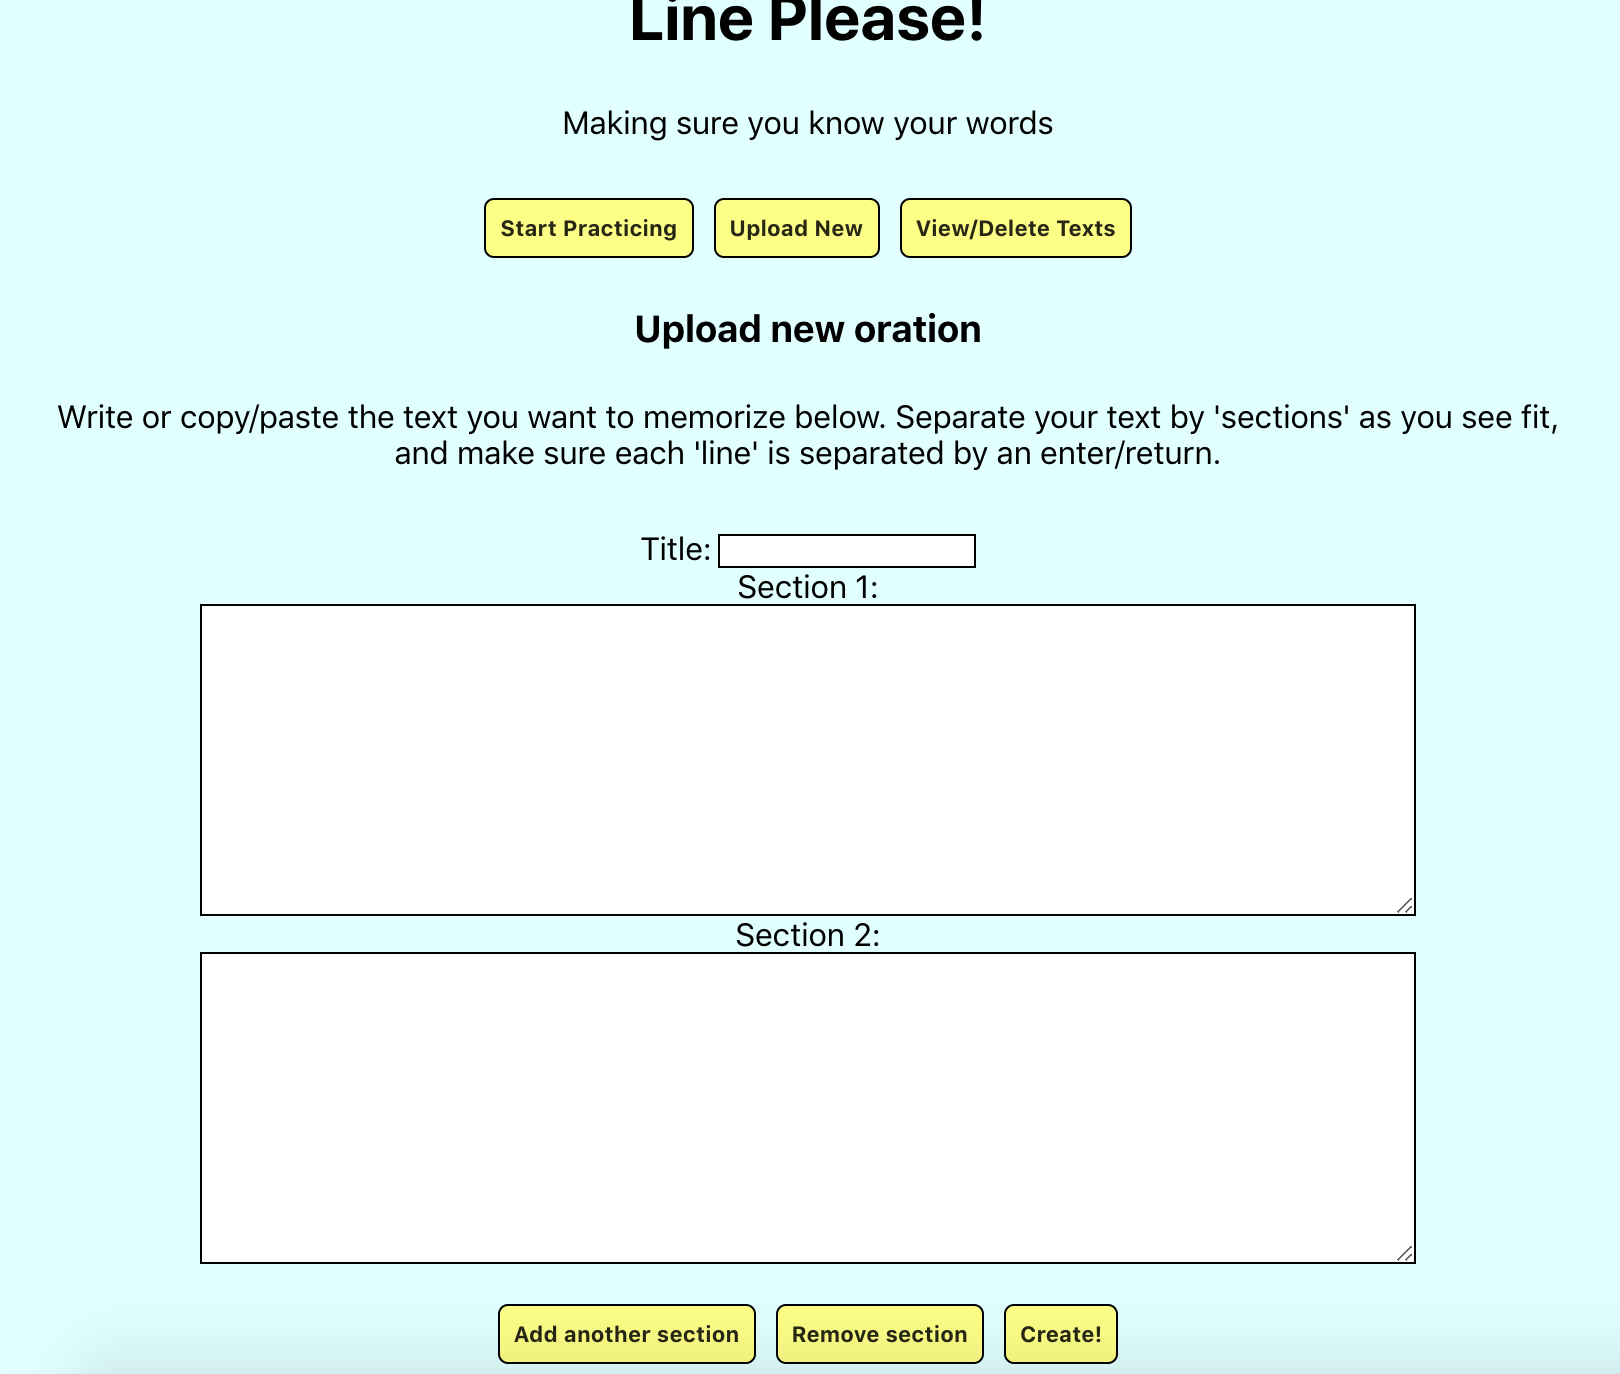 Line Please!
Making sure you know your words
Start Practicing
Upload New
View/Delete Texts
Upload new oration
Write or copy/paste the text you want to memorize below. Separate your text by 'sections' as you see fit,
and make sure each 'line' is separated by an enter/return.
Title:
Section 1:
Section 2:
Add another section
Remove section
Create!